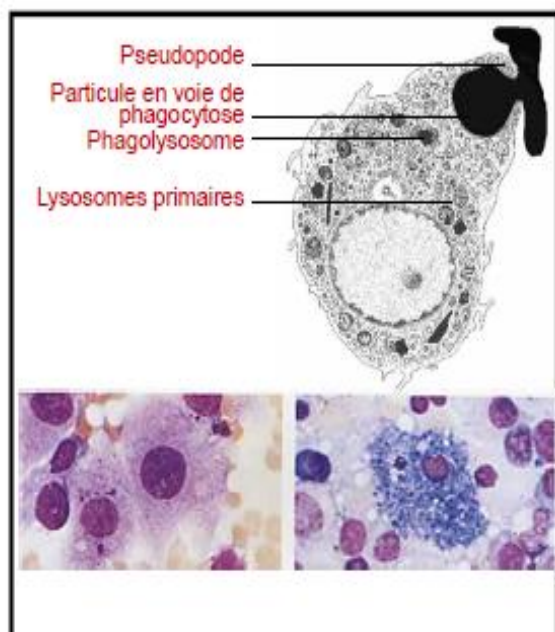 Pseudopode
Particule en voie de
phagocytose
Phagolysosome
Lysosomes primaires